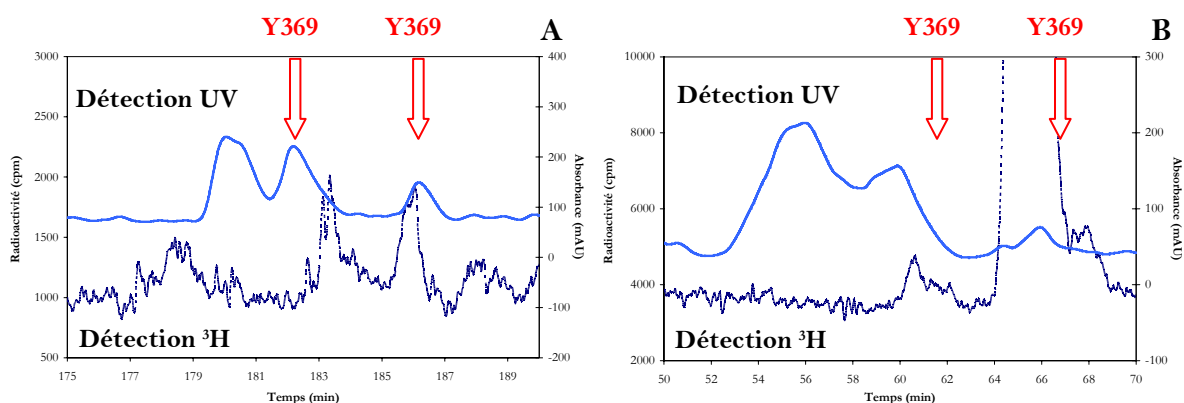 Y369
Y369
A
Détection UV
Détection ³H
3000
2500
2000
1500
1000
500
Radioactivité (cpm)
400
300
200
100
0
-100
-200
Absorbance (mAU)
175
177
179
181
183
185
187
189
Temps (min)
Y369
Y369
B
Détection UV
Détection ³H
10000
8000
6000
4000
2000
Radioactivité (cpm)
300
200
100
0
-100
Absorbance (mAU)
50
52
54
56
58
60
62
64
66
68
70
Temps (min)